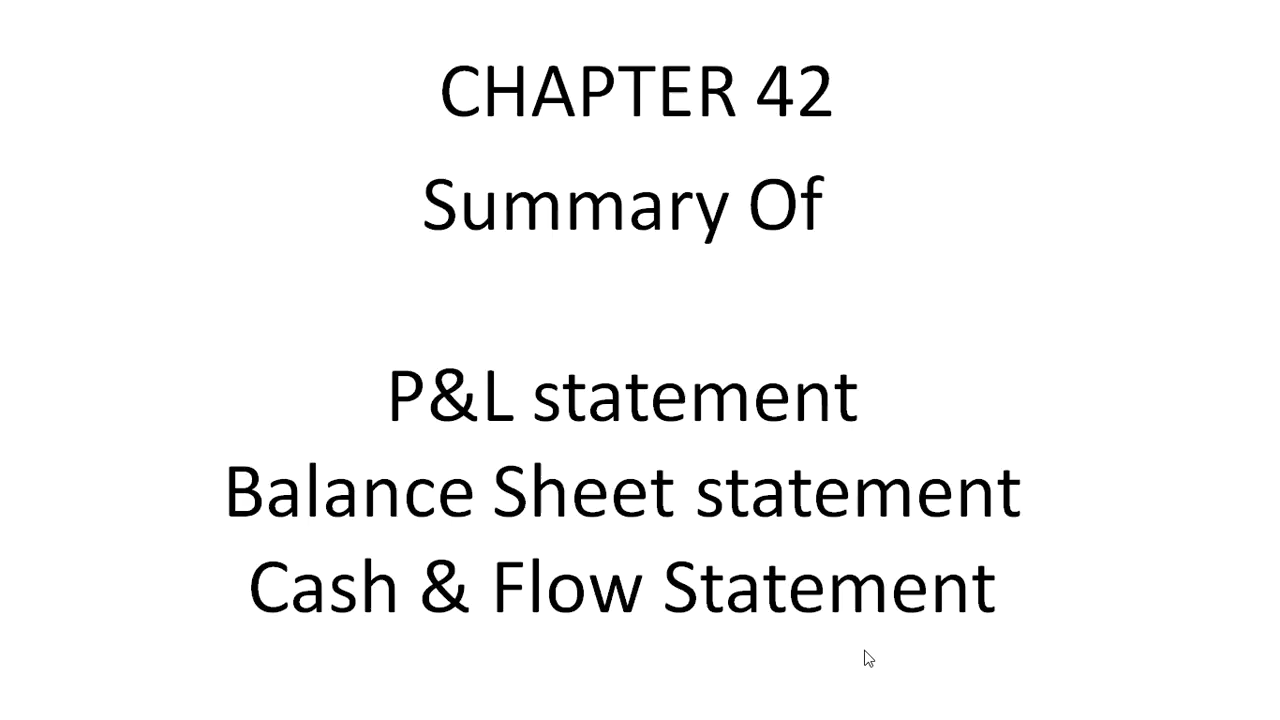 CHAPTER 42
Summary Of
P&L statement
Balance Sheet statement
Cash & Flow Statement